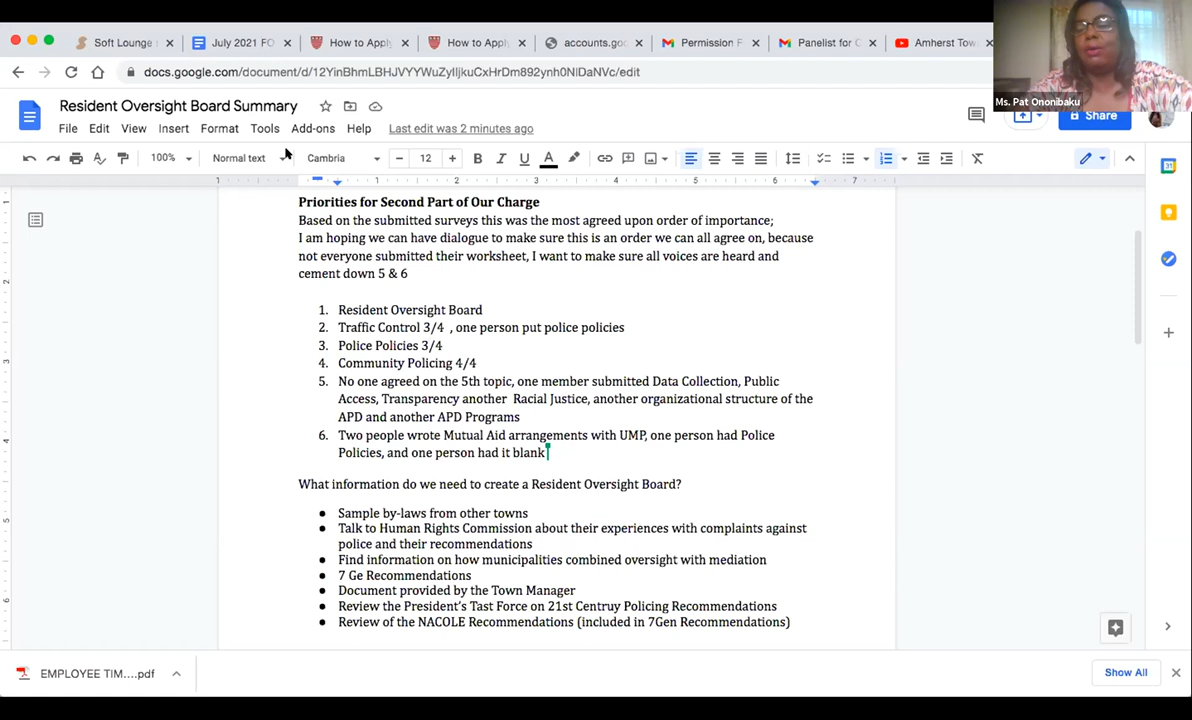 Soft Lounge
July 2021 FO
How to Apply
How to Apply
accounts.goo
Permission F
Panelist for C
Amherst Tow
docs.google.com/document/d/12YinBhmLBHJVYYWuZyIljkuCxHrDm892ynh0NIDaNVc/edit
Ms. Pat Ononibaku
Resident Oversight Board Summary
File Edit View Insert Format Tools Add-ons Help Last edit was 2 minutes ago
Share
100% Normal text Cambria 12
1 1 2 3 4 5 6 7
Priorities for Second Part of Our Charge
Based on the submitted surveys this was the most agreed upon order of importance;
I am hoping we can have dialogue to make sure this is an order we can all agree on, because
not everyone submitted their worksheet, I want to make sure all voices are heard and
cement down 5 & 6
1. Resident Oversight Board
2. Traffic Control 3/4 , one person put police policies
3. Police Policies 3/4
4. Community Policing 4/4
5. No one agreed on the 5th topic, one member submitted Data Collection, Public
Access, Transparency another Racial Justice, another organizational structure of the
APD and another APD Programs
6. Two people wrote Mutual Aid arrangements with UMP, one person had Police
Policies, and one person had it blank
What information do we need to create a Resident Oversight Board?
● Sample by-laws from other towns
● Talk to Human Rights Commission about their experiences with complaints against
police and their recommendations
● Find information on how municipalities combined oversight with mediation
● 7 Ge Recommendations
● Document provided by the Town Manager
● Review the President's Tast Force on 21st Centruy Policing Recommendations
● Review of the NACOLE Recommendations (included in 7Gen Recommendations)
EMPLOYEE TIM....pdf
Show All